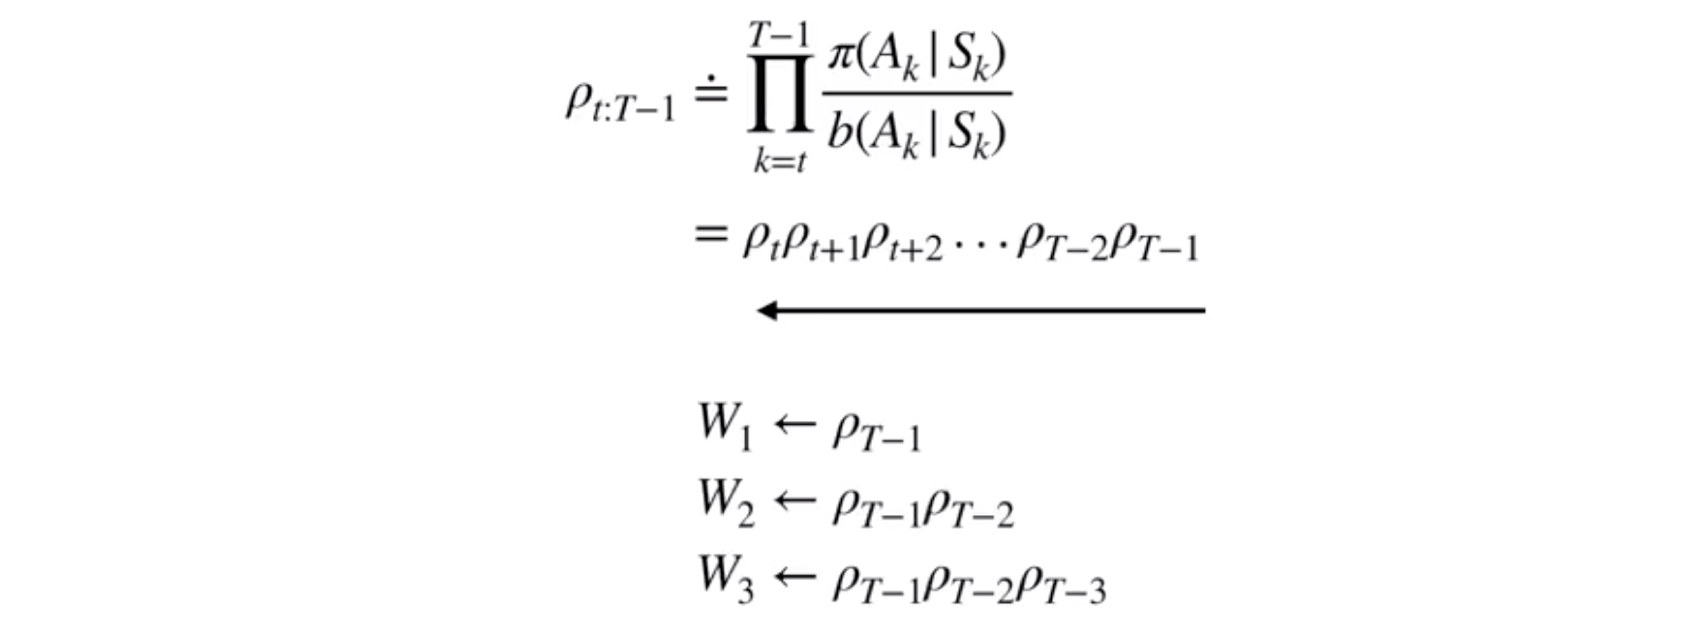 ρ_{t:T−1} ≐ ∏_{k=t}^{T−1} π(A_k | S_k) / b(A_k | S_k)
= ρ_t ρ_{t+1} ρ_{t+2} ··· ρ_{T−2} ρ_{T−1}
W_1 ← ρ_{T−1}
W_2 ← ρ_{T−1} ρ_{T−2}
W_3 ← ρ_{T−1} ρ_{T−2} ρ_{T−3}